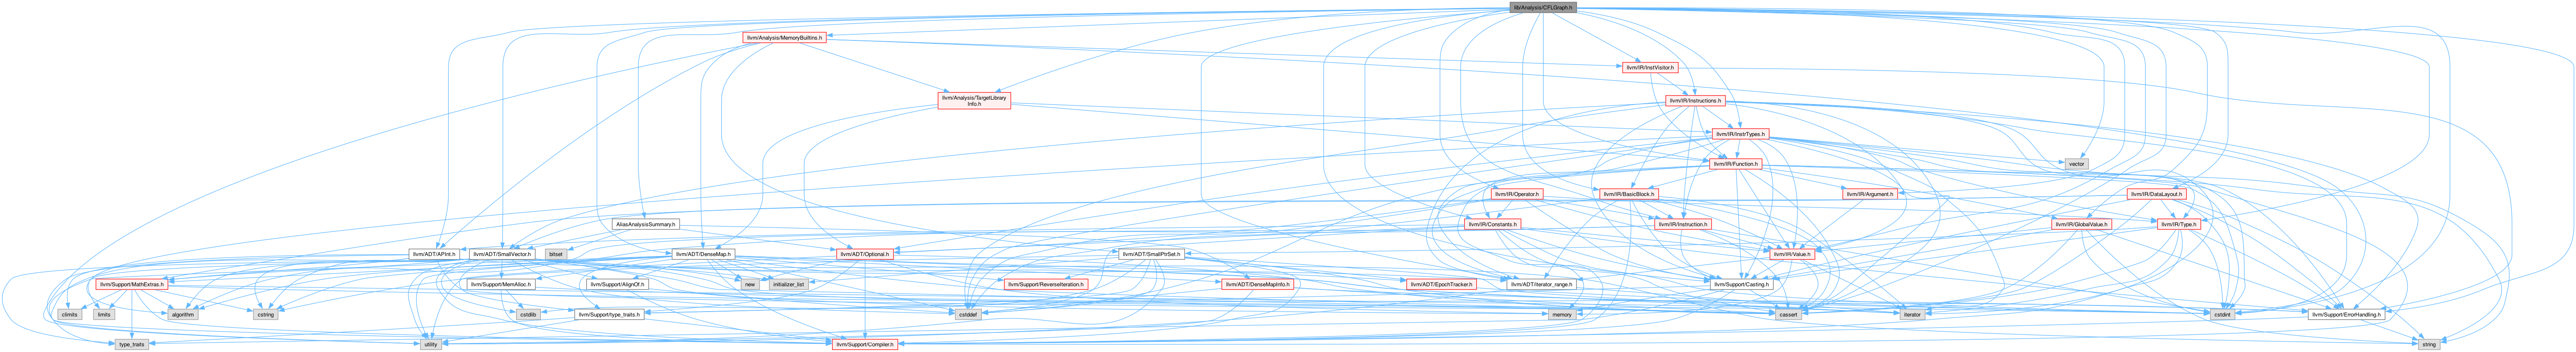 lib/Analysis/CFLGraph.h
llvm/Analysis/MemoryBuiltins.h
llvm/IR/InstVisitor.h
llvm/Analysis/TargetLibrary
Info.h
llvm/IR/Instructions.h
llvm/IR/InstrTypes.h
llvm/IR/Function.h
vector
llvm/IR/Operator.h
llvm/IR/BasicBlock.h
llvm/IR/Argument.h
llvm/IR/DataLayout.h
AliasAnalysisSummary.h
llvm/IR/Constants.h
llvm/IR/Instruction.h
llvm/IR/GlobalValue.h
llvm/IR/Type.h
llvm/ADT/APInt.h
llvm/ADT/SmallVector.h
bitset
llvm/ADT/DenseMap.h
llvm/ADT/Optional.h
llvm/ADT/SmallPtrSet.h
llvm/IR/Value.h
llvm/Support/MathExtras.h
llvm/Support/MemAlloc.h
llvm/Support/AlignOf.h
new
initializer_list
llvm/Support/ReverseIteration.h
llvm/ADT/DenseMapInfo.h
llvm/ADT/EpochTracker.h
llvm/ADT/iterator_range.h
llvm/Support/Casting.h
climits
limits
algorithm
cstring
cstdlib
llvm/Support/type_traits.h
cstddef
memory
cassert
iterator
cstdint
llvm/Support/ErrorHandling.h
type_traits
utility
llvm/Support/Compiler.h
string